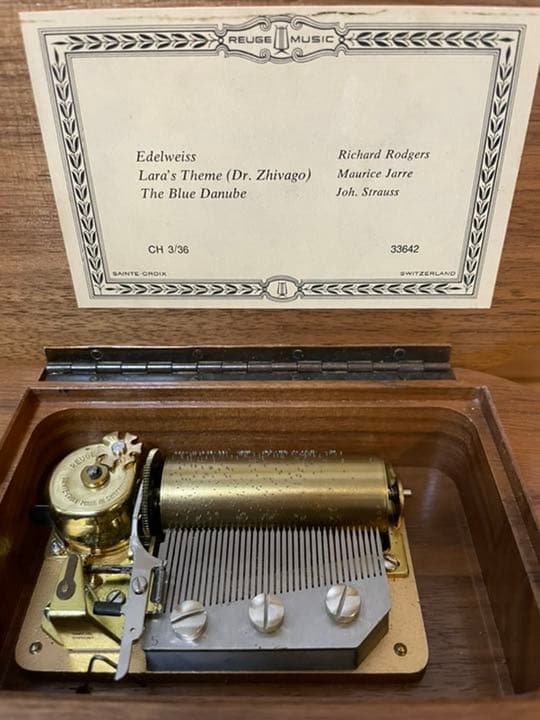 REUGE MUSIC
Edelweiss Richard Rodgers
Lara's Theme (Dr. Zhivago) Maurice Jarre
The Blue Danube Joh. Strauss
CH 3/36 33642
SAINTE-CROIX SWITZERLAND
REUGE